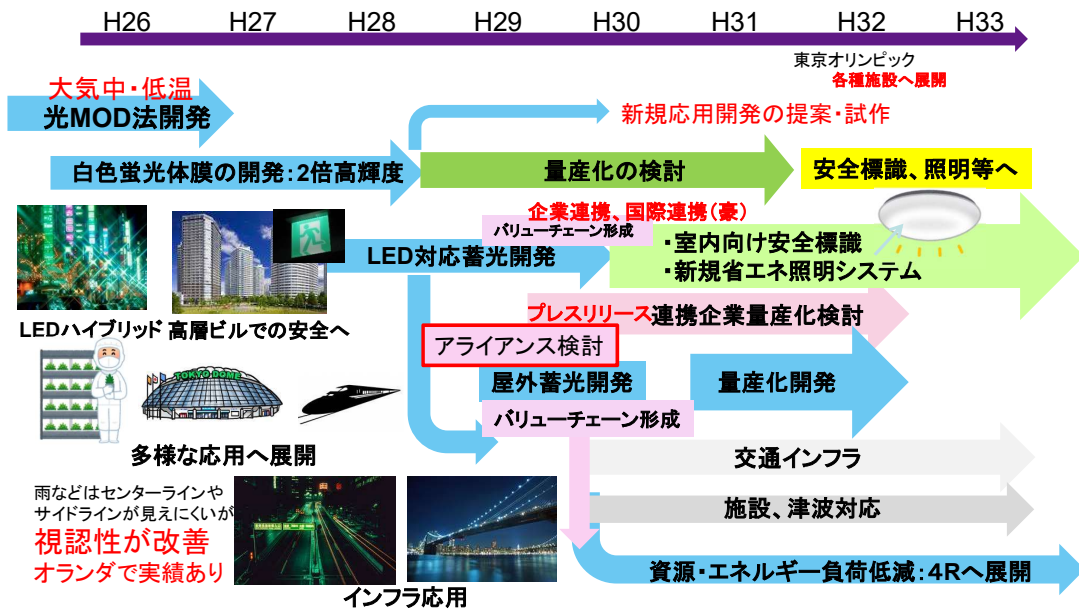 H26 H27 H28 H29 H30 H31 H32 H33
東京オリンピック
各種施設へ展開
大気中・低温
光MOD法開発
新規応用開発の提案・試作
白色蛍光体膜の開発：2倍高輝度
量産化の検討
安全標識、照明等へ
企業連携、国際連携（豪）
バリューチェーン形成
LED対応蓄光開発
・室内向け安全標識
・新規省エネ照明システム
LEDハイブリッド
高層ビルでの安全へ
プレスリリース連携企業量産化検討
アライアンス検討
屋外蓄光開発
量産化開発
バリューチェーン形成
TOKYO DOME
多様な応用へ展開
交通インフラ
施設、津波対応
資源・エネルギー負荷低減：4Rへ展開
雨などはセンターラインや
サイドラインが見えにくいが
視認性が改善
オランダで実績あり
インフラ応用